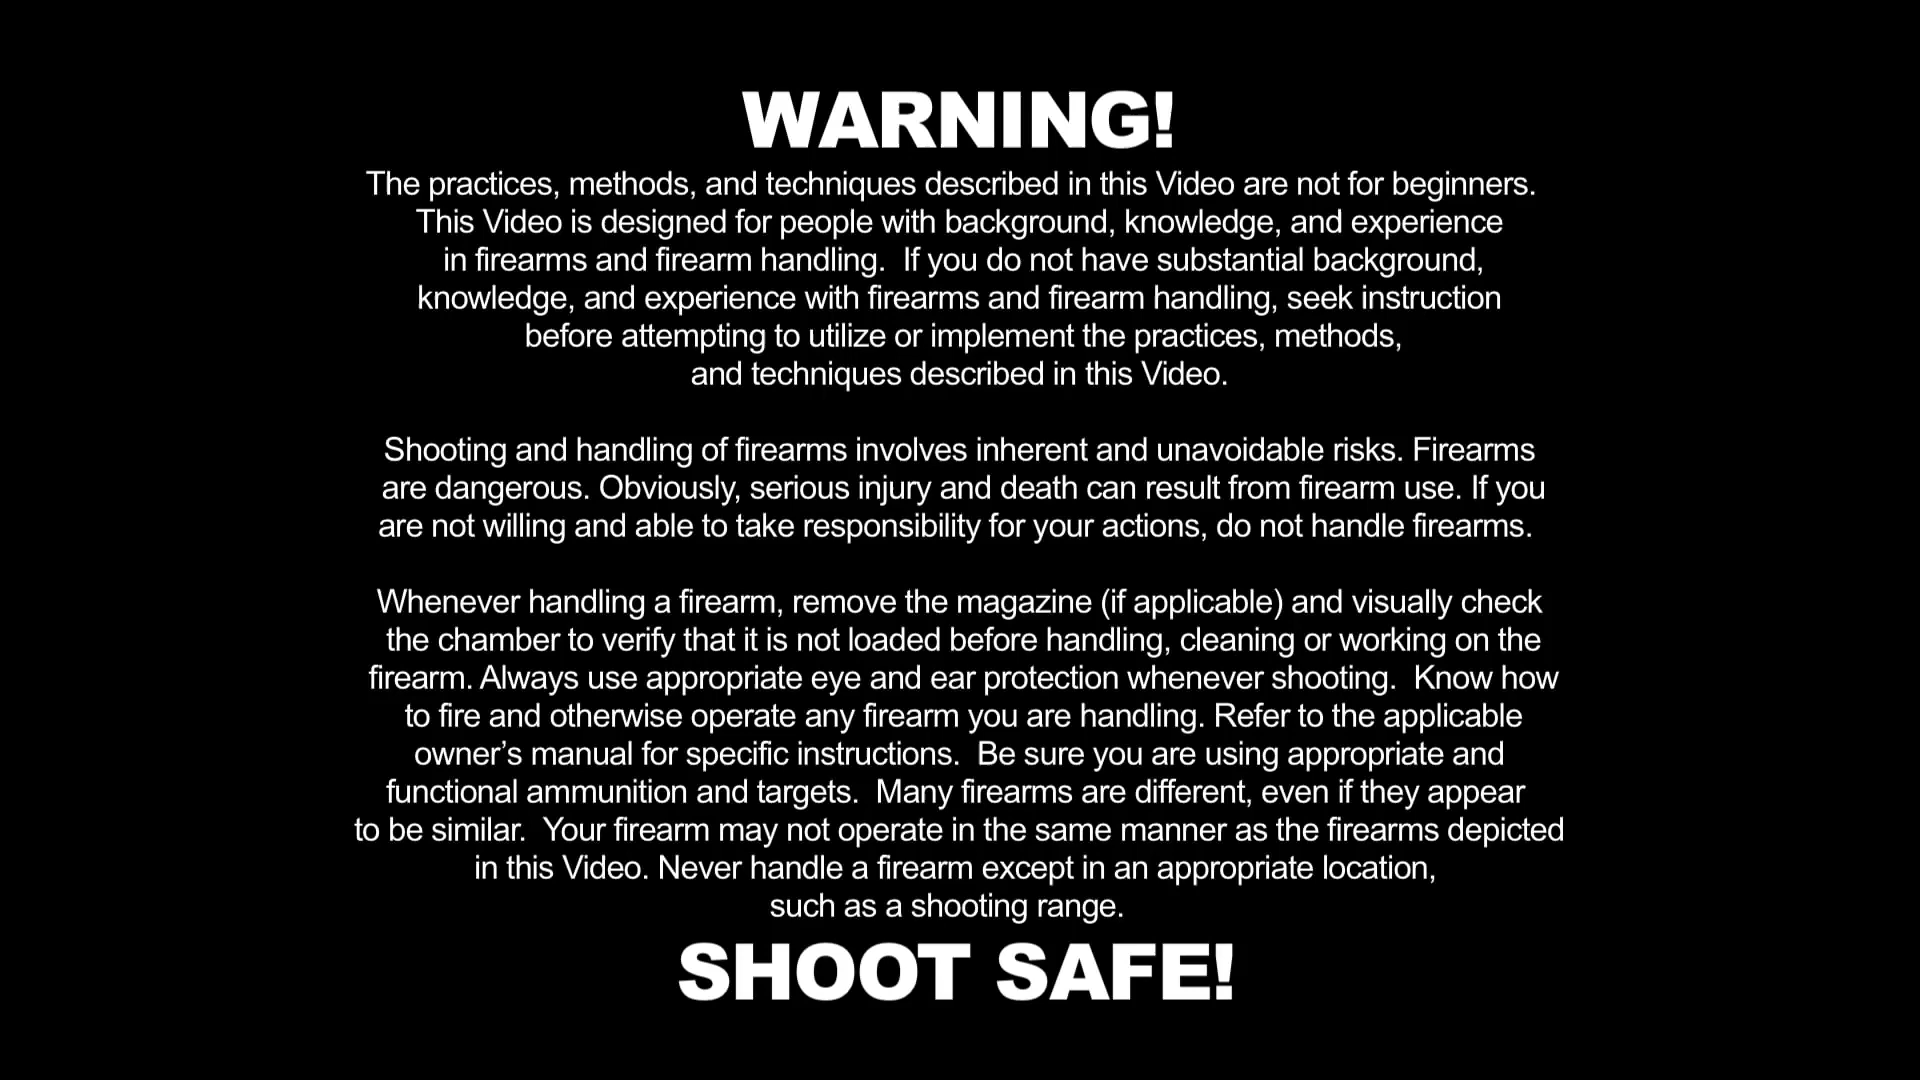 WARNING!
The practices, methods, and techniques described in this Video are not for beginners.
This Video is designed for people with background, knowledge, and experience
in firearms and firearm handling.  If you do not have substantial background,
knowledge, and experience with firearms and firearm handling, seek instruction
before attempting to utilize or implement the practices, methods,
and techniques described in this Video.
Shooting and handling of firearms involves inherent and unavoidable risks. Firearms
are dangerous. Obviously, serious injury and death can result from firearm use. If you
are not willing and able to take responsibility for your actions, do not handle firearms.
Whenever handling a firearm, remove the magazine (if applicable) and visually check
the chamber to verify that it is not loaded before handling, cleaning or working on the
firearm. Always use appropriate eye and ear protection whenever shooting.  Know how
to fire and otherwise operate any firearm you are handling. Refer to the applicable
owner’s manual for specific instructions.  Be sure you are using appropriate and
functional ammunition and targets.  Many firearms are different, even if they appear
to be similar.  Your firearm may not operate in the same manner as the firearms depicted
in this Video. Never handle a firearm except in an appropriate location,
such as a shooting range.
SHOOT SAFE!